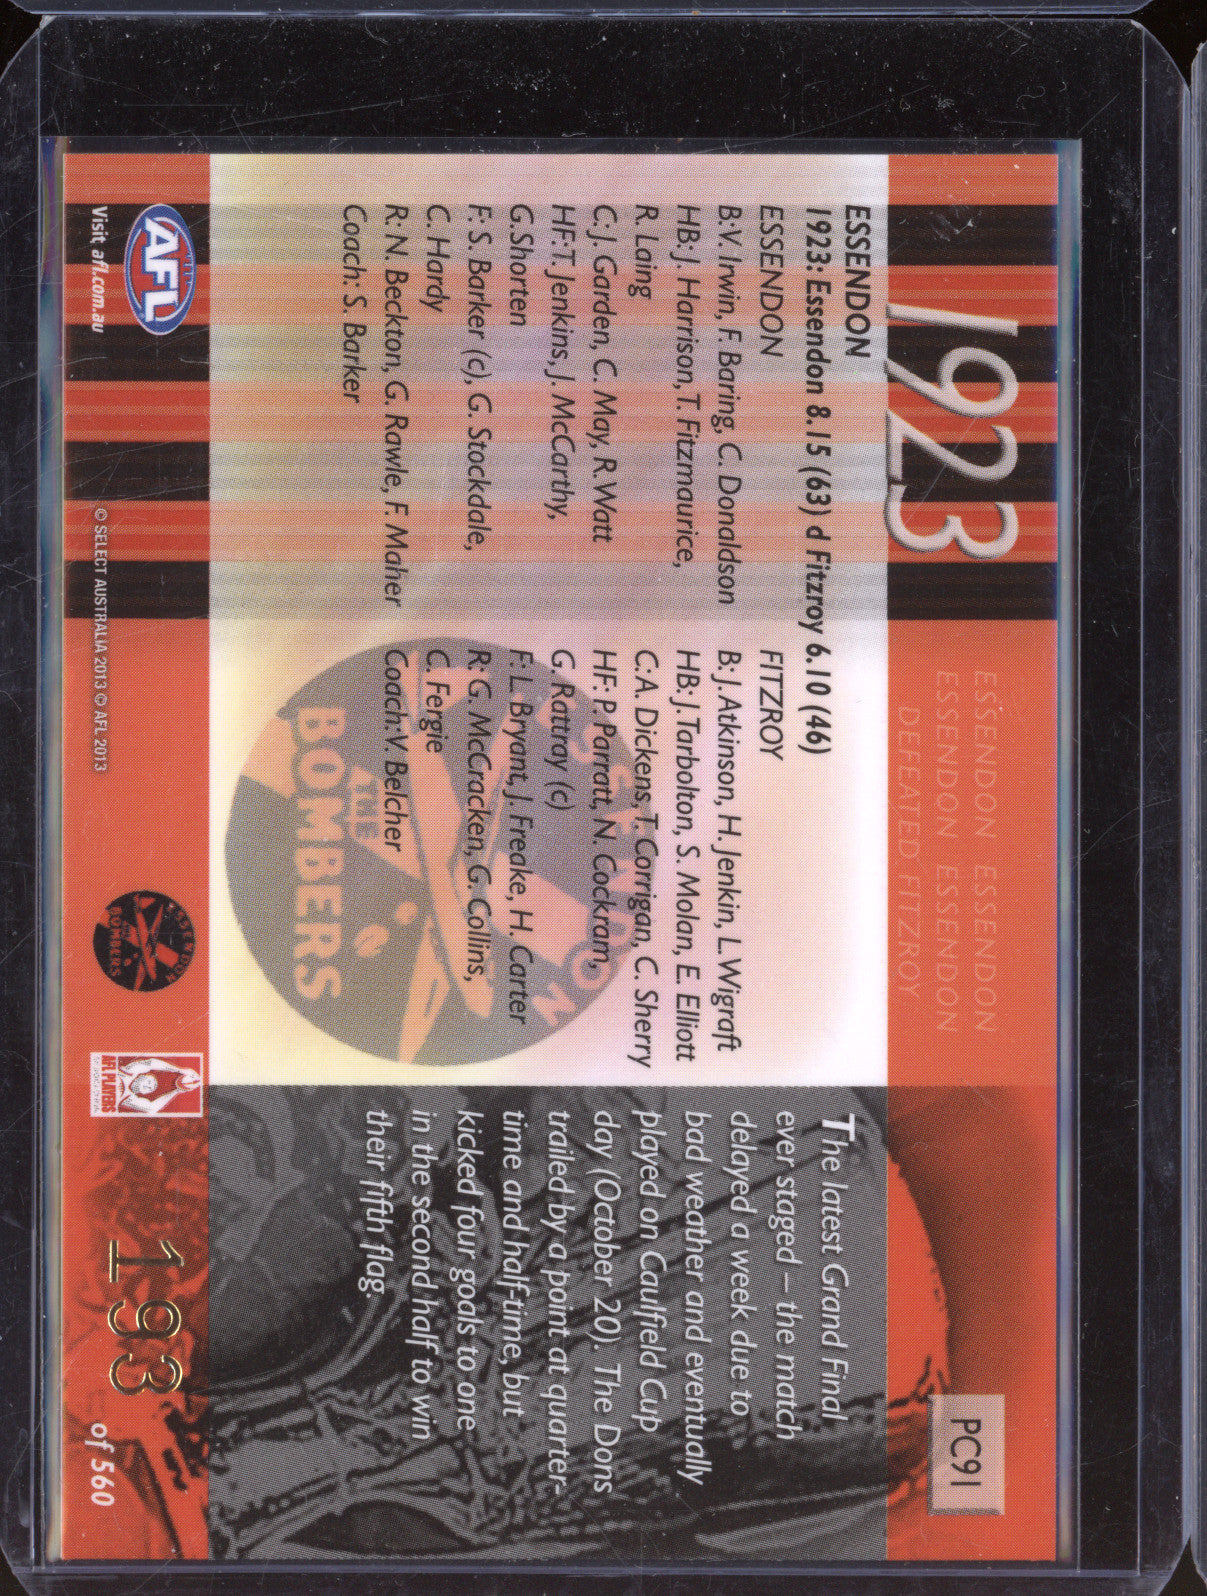 1923
ESSENDON ESSENDON
ESSENDON ESSENDON
DEFEATED FITZROY
PC91
ESSENDON
1923: Essendon 8.15 (63) d Fitzroy 6.10 (46)
ESSENDON
B: V. Irwin, F. Baring, C. Donaldson
HB: J. Harrison, T. Fitzmaurice,
R. Laing
C: J. Garden, C. May, R. Watt
HF: T. Jenkins, J. McCarthy,
G. Shorten
F: S. Barker (c), G. Stockdale,
C. Hardy
R: N. Beckton, G. Rawle, F. Maher
Coach: S. Barker
FITZROY
B: J. Atkinson, H. Jenkin, L. Wigraft
HB: J. Tarbolton, S. Molan, E. Elliott
C: A. Dickens, T. Corrigan, C. Sherry
HF: P. Parratt, N. Cockram,
G. Rattray (c)
F: L. Bryant, J. Freake, H. Carter
R: G. McCracken, G. Collins,
C. Fergie
Coach: V. Belcher
ESSENDON
THE
BOMBERS
The latest Grand Final
ever staged – the match
delayed a week due to
bad weather and eventually
played on Caulfield Cup
day (October 20). The Dons
trailed by a point at quarter-
time and half-time, but
kicked four goals to one
in the second half to win
their fifth flag.
AFL
Visit afl.com.au
© SELECT AUSTRALIA 2013 © AFL 2013
ESSENDON
BOMBERS
AFL PLAYERS
193 of 560